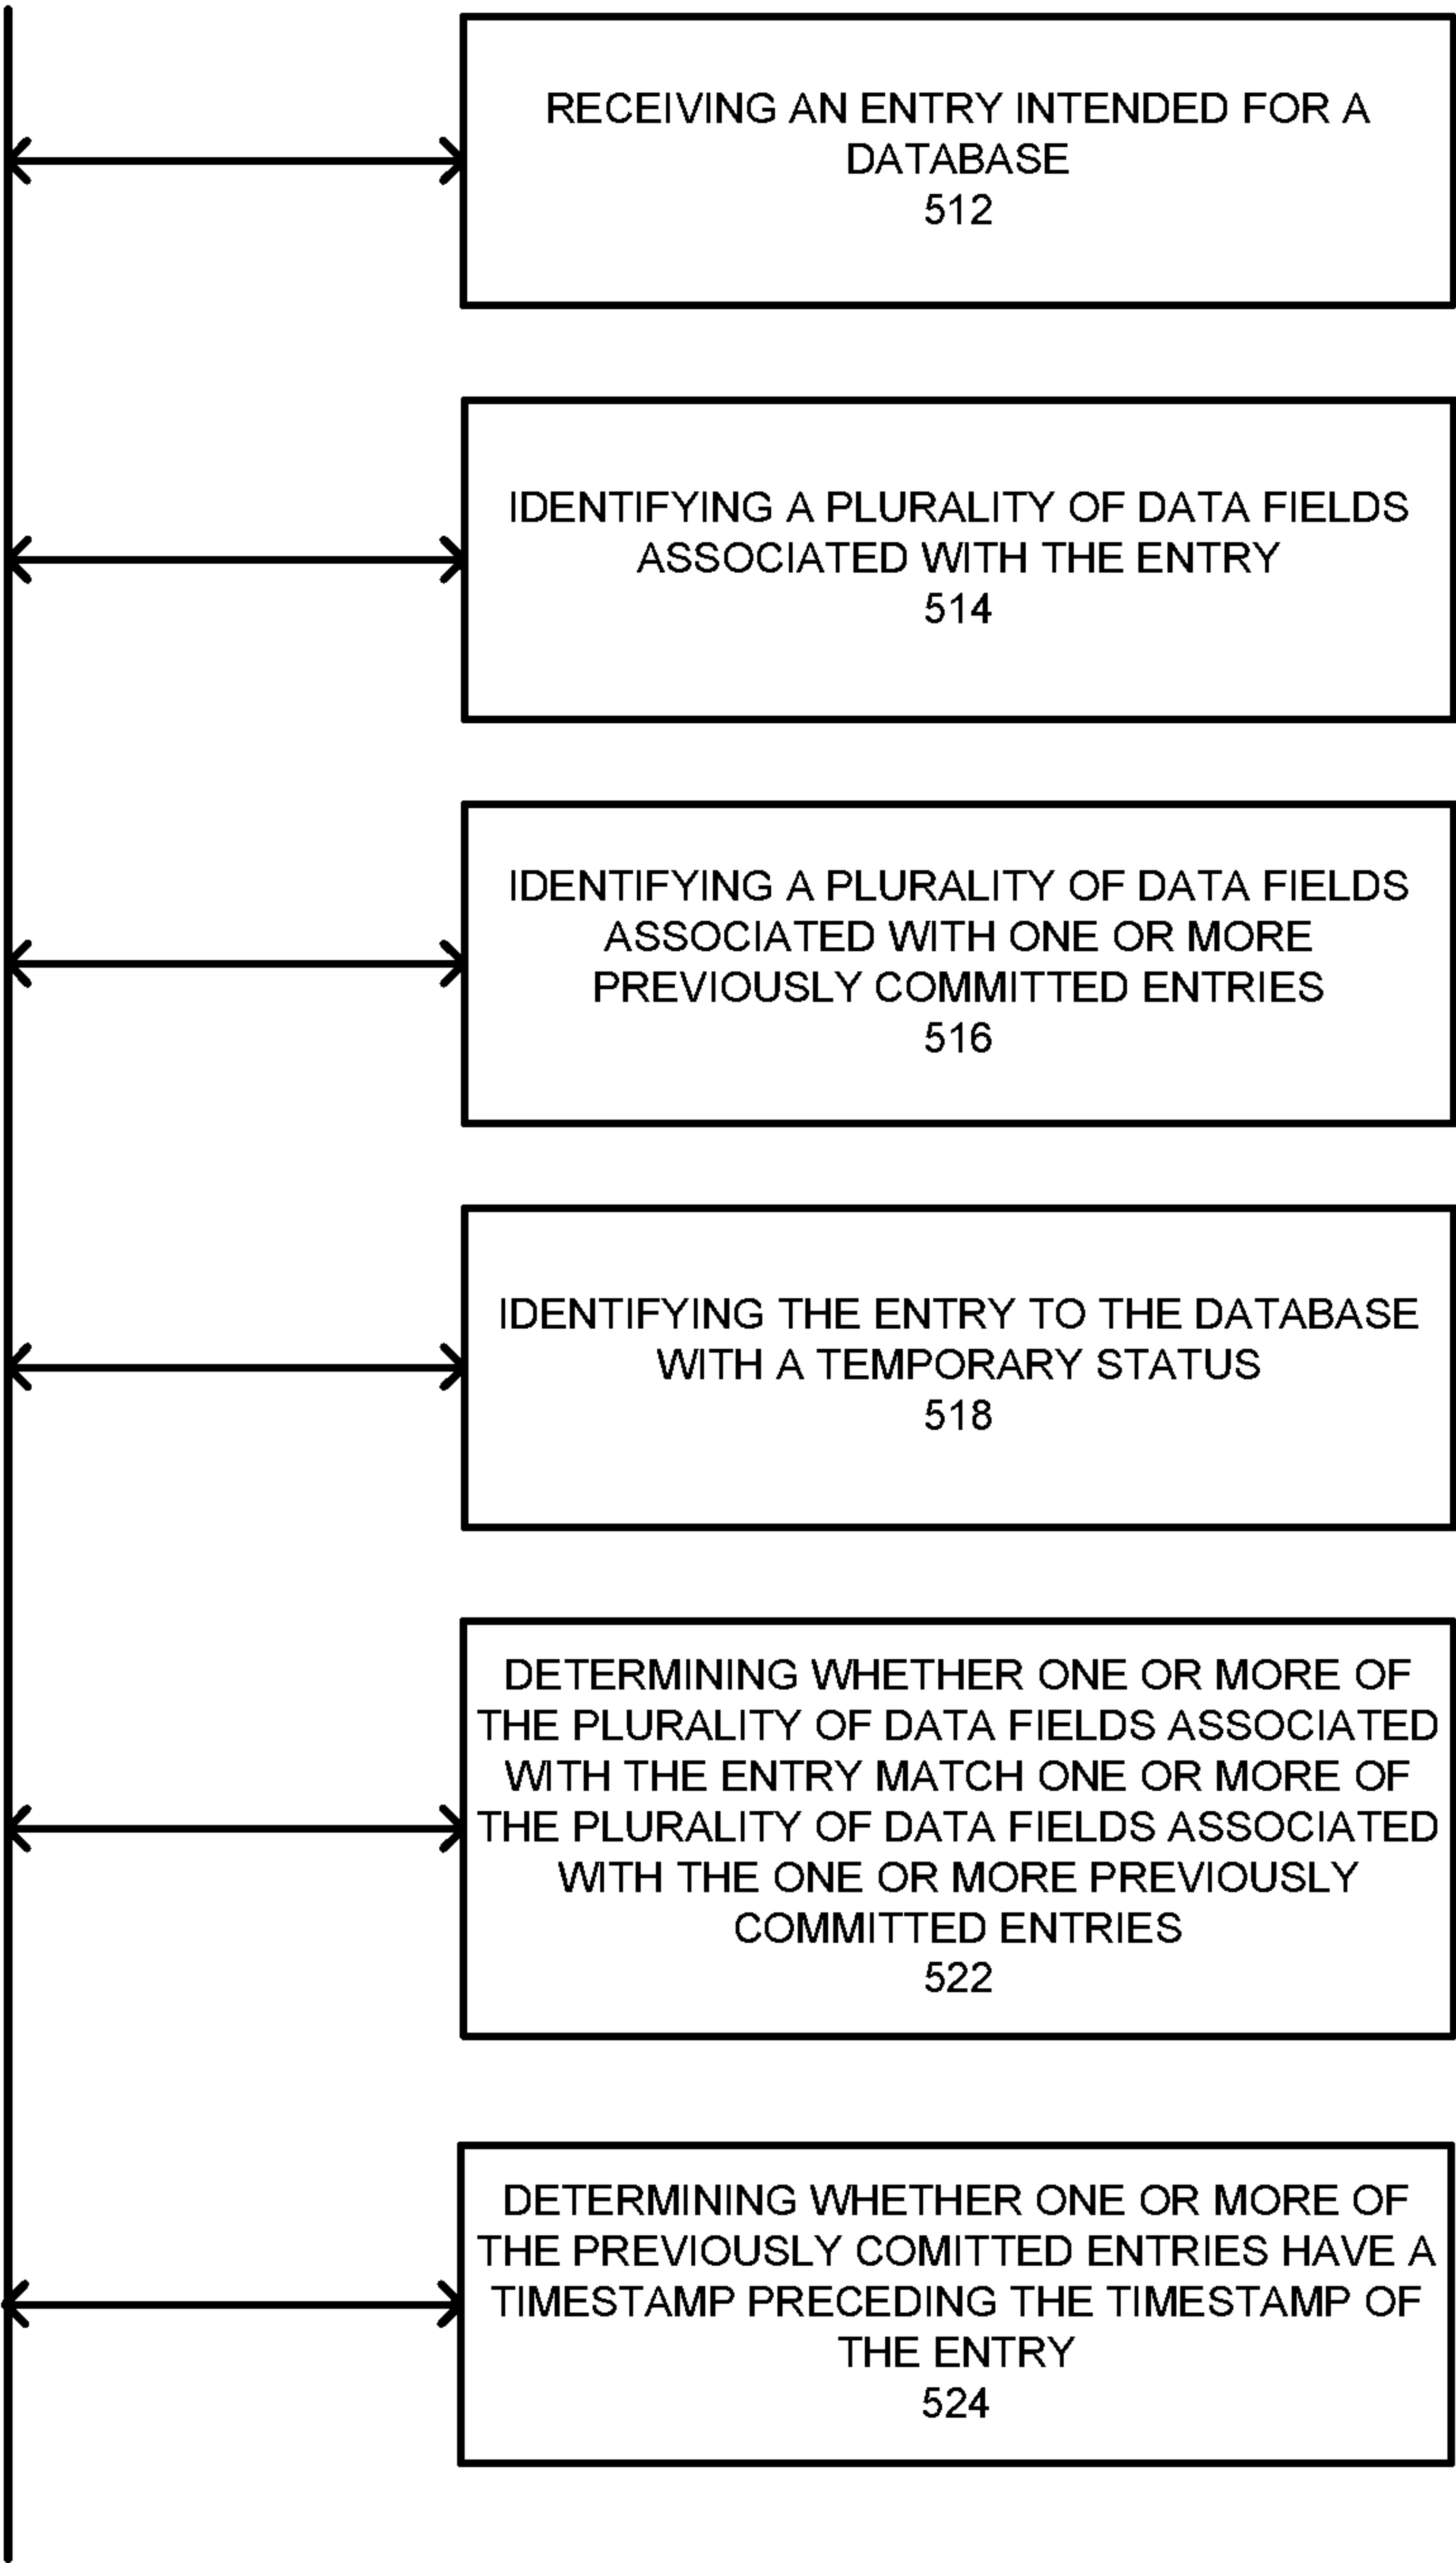 RECEIVING AN ENTRY INTENDED FOR A
DATABASE
512
IDENTIFYING A PLURALITY OF DATA FIELDS
ASSOCIATED WITH THE ENTRY
514
IDENTIFYING A PLURALITY OF DATA FIELDS
ASSOCIATED WITH ONE OR MORE
PREVIOUSLY COMMITTED ENTRIES
516
IDENTIFYING THE ENTRY TO THE DATABASE
WITH A TEMPORARY STATUS
518
DETERMINING WHETHER ONE OR MORE OF
THE PLURALITY OF DATA FIELDS ASSOCIATED
WITH THE ENTRY MATCH ONE OR MORE OF
THE PLURALITY OF DATA FIELDS ASSOCIATED
WITH THE ONE OR MORE PREVIOUSLY
COMMITTED ENTRIES
522
DETERMINING WHETHER ONE OR MORE OF
THE PREVIOUSLY COMITTED ENTRIES HAVE A
TIMESTAMP PRECEDING THE TIMESTAMP OF
THE ENTRY
524